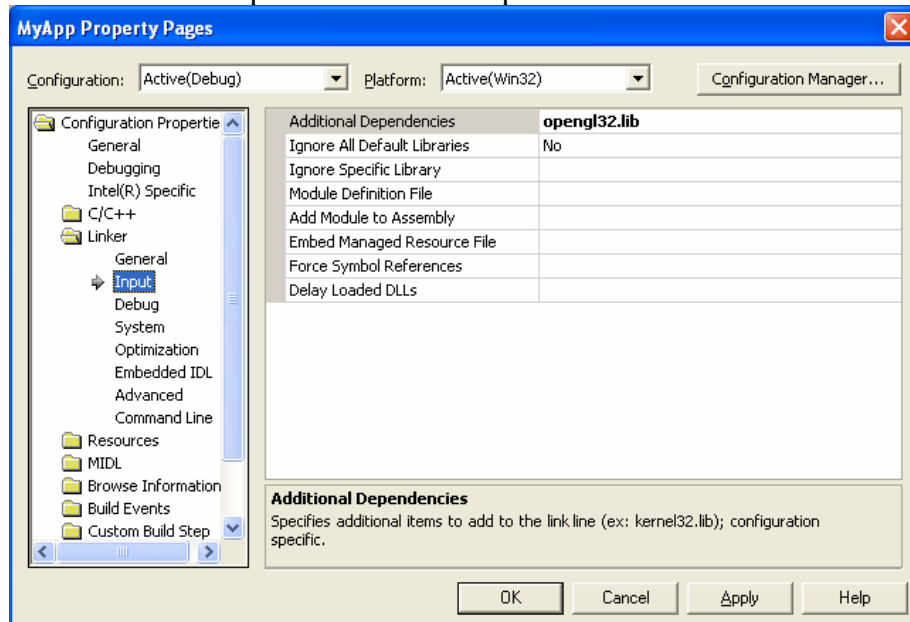 MyApp Property Pages
Configuration: Active(Debug) Platform: Active(Win32) Configuration Manager...
Configuration Propertie
General
Debugging
Intel(R) Specific
C/C++
Linker
General
Input
Debug
System
Optimization
Embedded IDL
Advanced
Command Line
Resources
MIDL
Browse Information
Build Events
Custom Build Step
Additional Dependencies opengl32.lib
Ignore All Default Libraries No
Ignore Specific Library
Module Definition File
Add Module to Assembly
Embed Managed Resource File
Force Symbol References
Delay Loaded DLLs
Additional Dependencies
Specifies additional items to add to the link line (ex: kernel32.lib); configuration
specific.
OK Cancel Apply Help